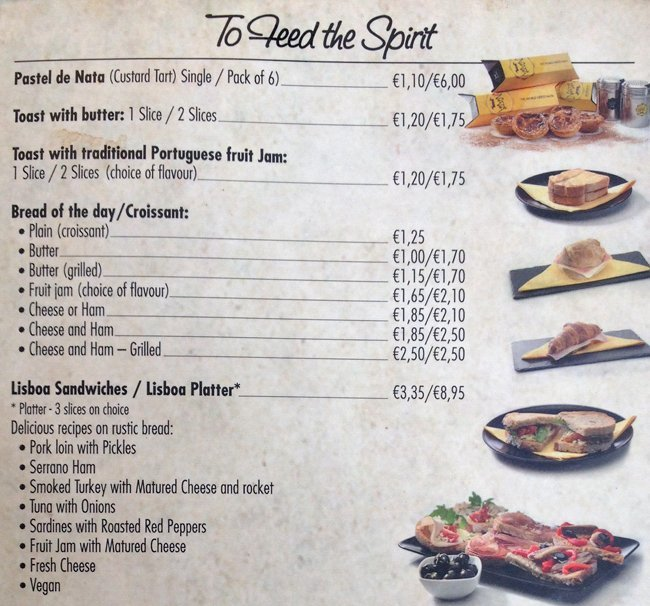 To Feed the Spirit
Pastel de Nata (Custard Tart) Single / Pack of 6) €1,10/€6,00
Toast with butter: 1 Slice / 2 Slices €1,20/€1,75
Toast with traditional Portuguese fruit Jam:
1 Slice / 2 Slices (choice of flavour) €1,20/€1,75
Bread of the day/Croissant:
• Plain (croissant) €1,25
• Butter €1,00/€1,70
• Butter (grilled) €1,15/€1,70
• Fruit jam (choice of flavour) €1,65/€2,10
• Cheese or Ham €1,85/€2,10
• Cheese and Ham €1,85/€2,50
• Cheese and Ham – Grilled €2,50/€2,50
Lisboa Sandwiches / Lisboa Platter* €3,35/€8,95
* Platter - 3 slices on choice
Delicious recipes on rustic bread:
• Pork loin with Pickles
• Serrano Ham
• Smoked Turkey with Matured Cheese and rocket
• Tuna with Onions
• Sardines with Roasted Red Peppers
• Fruit Jam with Matured Cheese
• Fresh Cheese
• Vegan